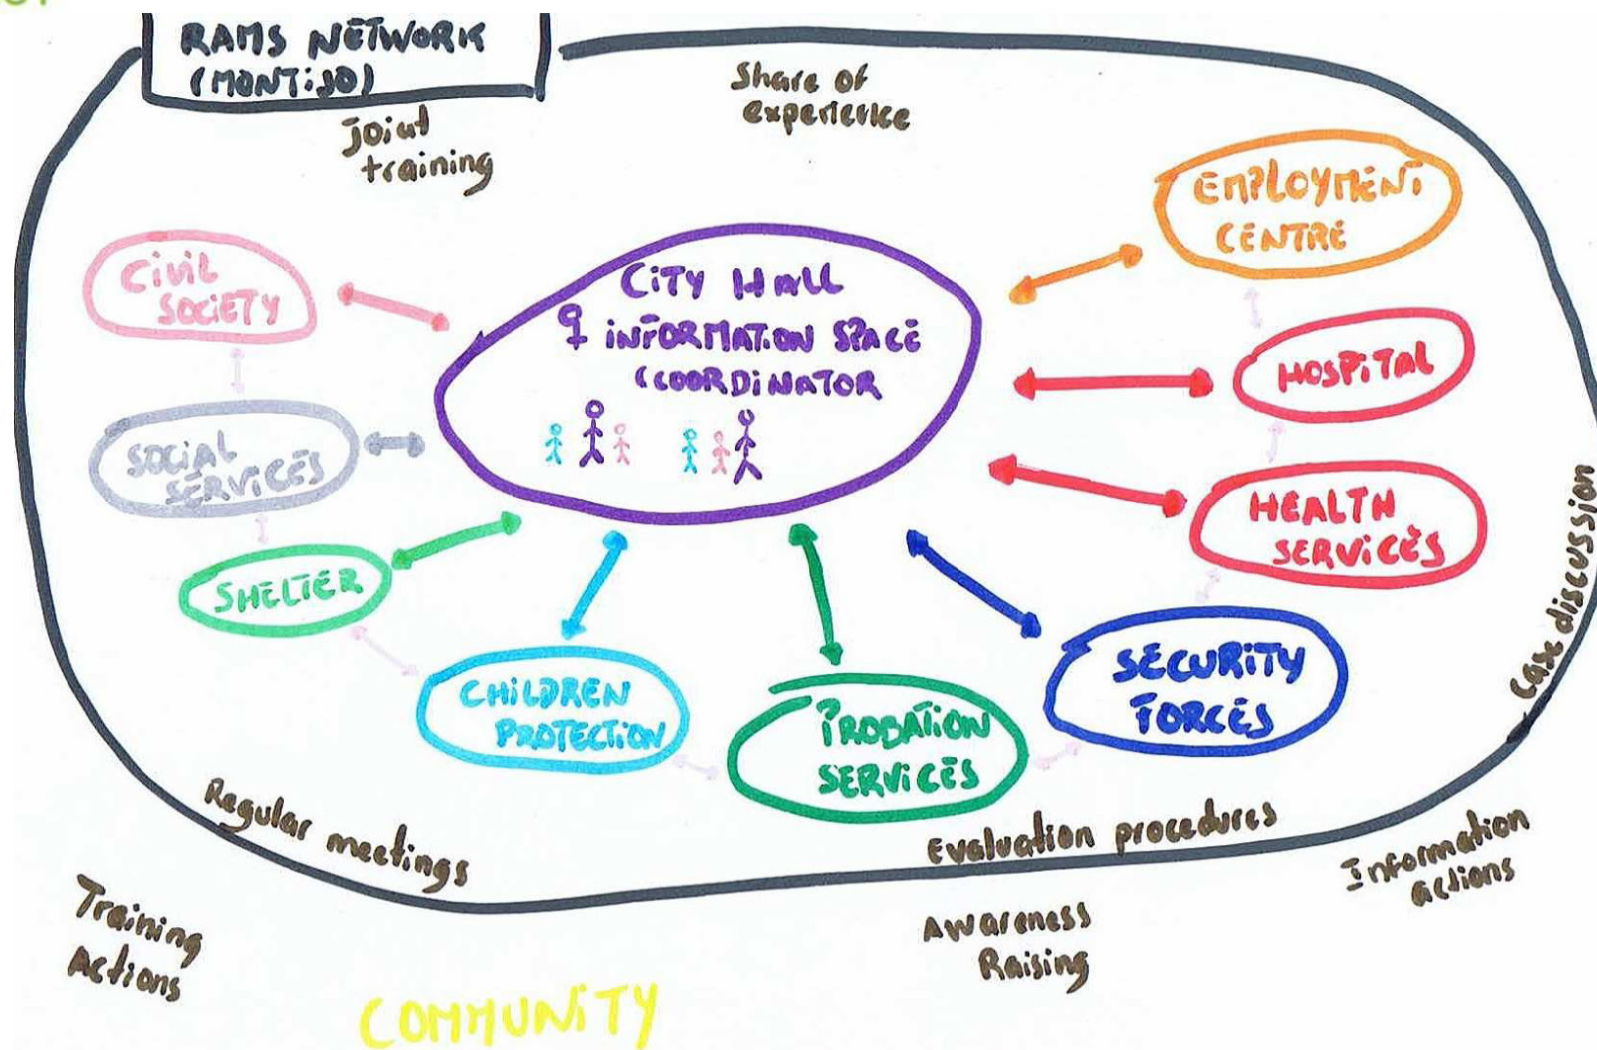 RAMS NETWORK
(MONTiJO)
Joint
training
Share of
experience
EMPLOYMENT
CENTRE
CiviL
SOCiETY
CiTY HALL
♀ iNFORMATiON SPACE
(COORDiNATOR
HOSPiTAL
SOCiAL
SERViCES
HEALTH
SERViCES
SHELTER
Case discussion
CHiLDREN
PROTECTiON
PROBATiON
SERViCES
SECURiTY
FORCES
Regular meetings
Evaluation procedures
Information
actions
Training
Actions
Awareness
Raising
COMMUNiTY